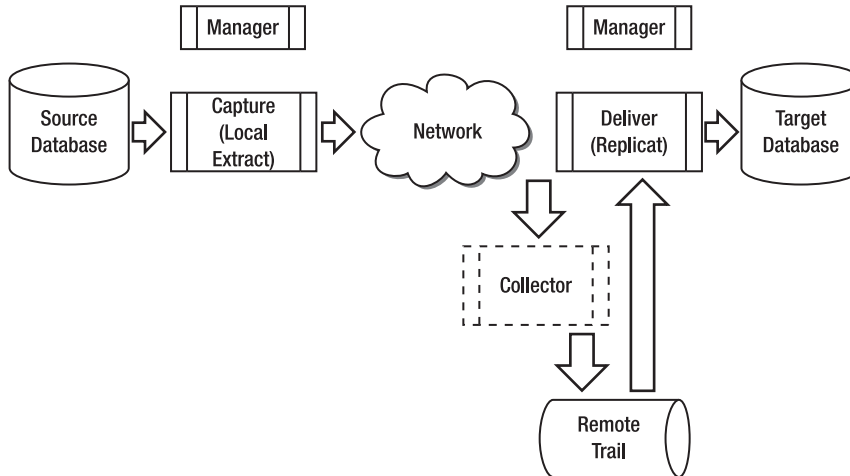 Manager
Manager
Source
Database
Capture
(Local
Extract)
Network
Deliver
(Replicat)
Target
Database
Collector
Remote
Trail